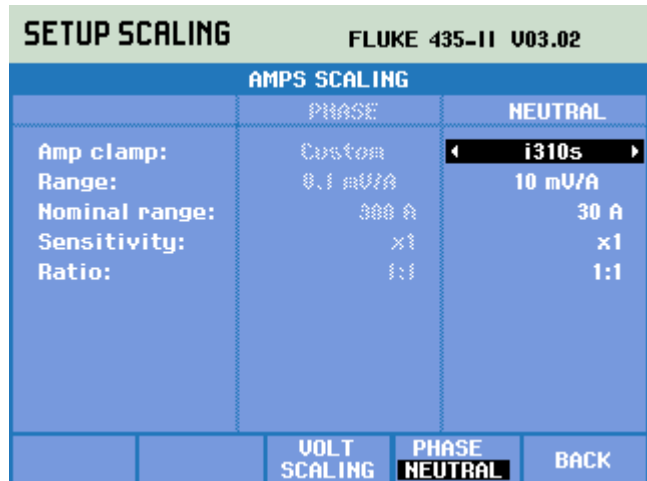 SETUP SCALING FLUKE 435-II V03.02
AMPS SCALING
PHASE NEUTRAL
Amp clamp: Custom i310s
Range: 0.1 mV/A 10 mV/A
Nominal range: 300 A 30 A
Sensitivity: x1 x1
Ratio: 1:1 1:1
VOLT SCALING PHASE NEUTRAL BACK